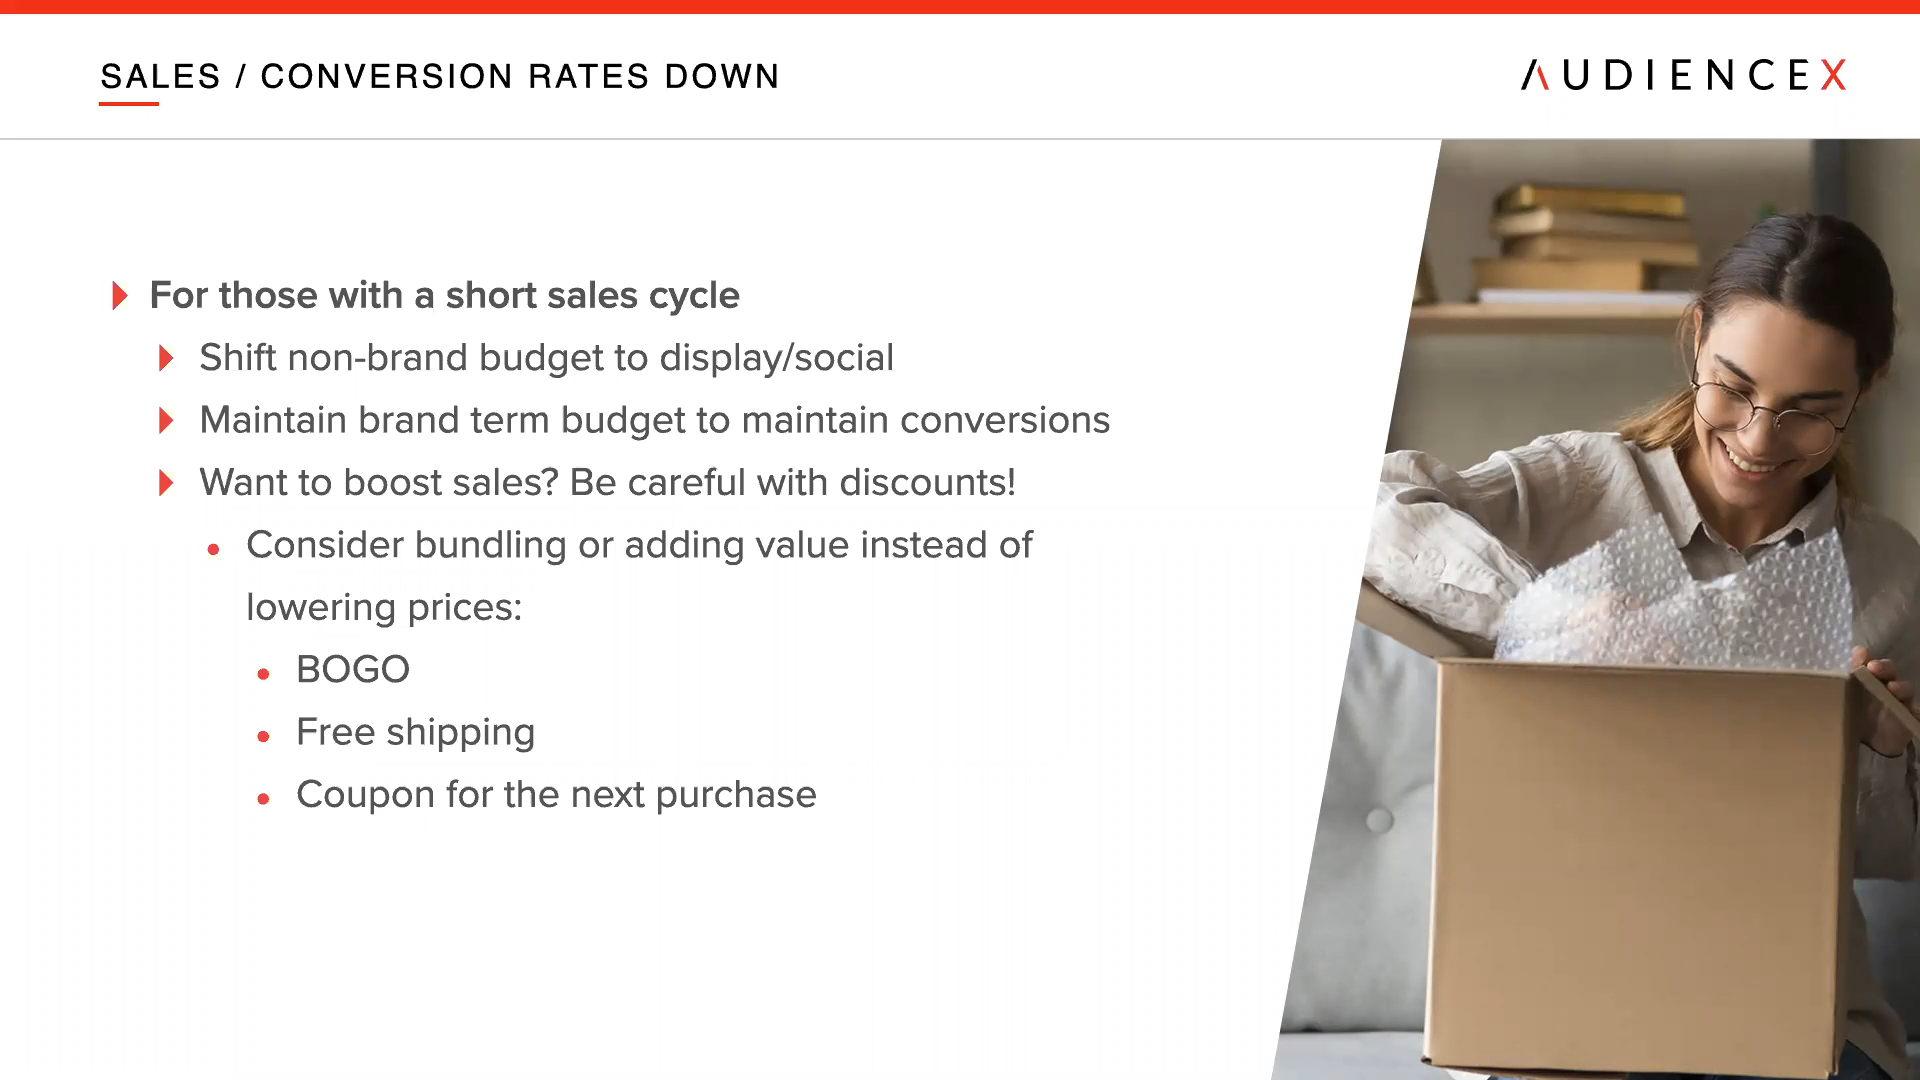 SALES / CONVERSION RATES DOWN
AUDIENCEX
For those with a short sales cycle
Shift non-brand budget to display/social
Maintain brand term budget to maintain conversions
Want to boost sales? Be careful with discounts!
Consider bundling or adding value instead of
lowering prices:
BOGO
Free shipping
Coupon for the next purchase